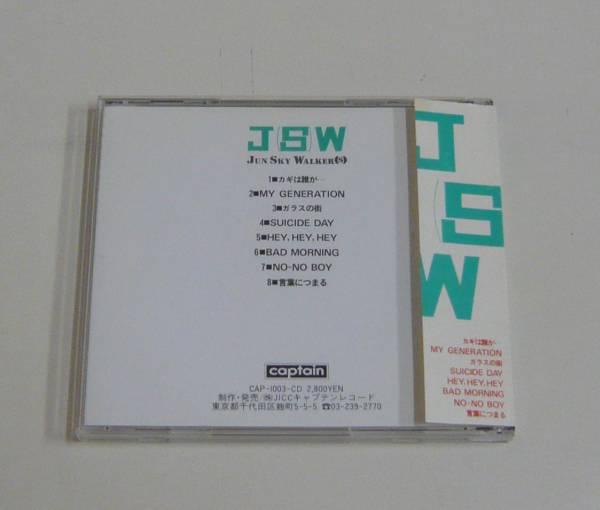 J(S)W
JUN SKY WALKER(S)
1■カギは誰が…
2■MY GENERATION
3■ガラスの街
4■SUICIDE DAY
5■HEY, HEY, HEY
6■BAD MORNING
7■NO-NO BOY
8■言葉につまる
captain
CAP-1003-CD 2,800YEN
制作・発売/㈱JICCキャプテンレコード
東京都千代田区麹町5-5-5 ☎03-239-2770
J
(S
W
カギは誰が…
MY GENERATION
ガラスの街
SUICIDE DAY
HEY, HEY, HEY
BAD MORNING
NO-NO BOY
言葉につまる